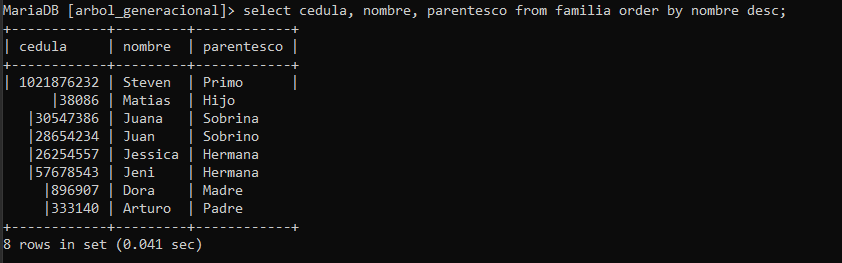 MariaDB [arbol_generacional]> select cedula, nombre, parentesco from familia order by nombre desc;
+------------+---------+------------+
| cedula     | nombre  | parentesco |
+------------+---------+------------+
| 1021876232 | Steven  | Primo      |
      |38086 | Matias  | Hijo
   |30547386 | Juana   | Sobrina
   |28654234 | Juan    | Sobrino
   |26254557 | Jessica | Hermana
   |57678543 | Jeni    | Hermana
     |896907 | Dora    | Madre
     |333140 | Arturo  | Padre
+------------+---------+------------+
8 rows in set (0.041 sec)